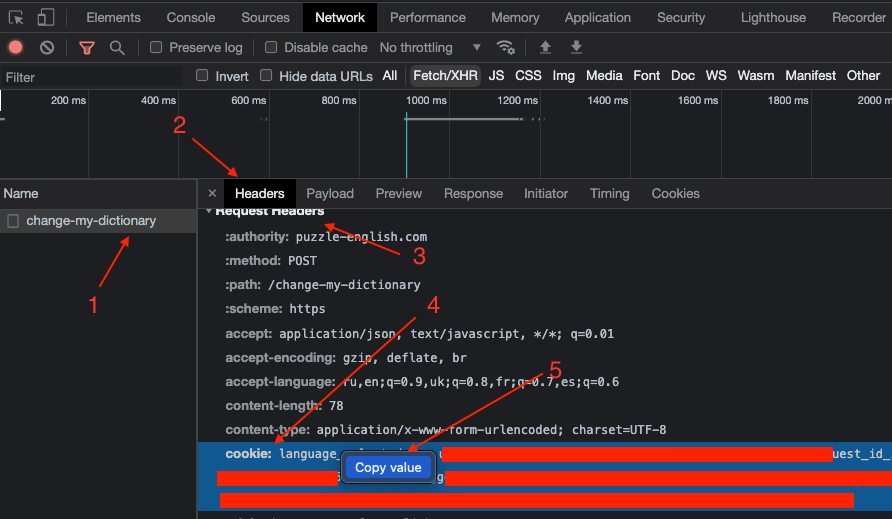 Elements Console Sources Network Performance Memory Application Security Lighthouse Recorder
Preserve log Disable cache No throttling
Filter Invert Hide data URLs All Fetch/XHR JS CSS Img Media Font Doc WS Wasm Manifest Other
200 ms 400 ms 600 ms 800 ms 1000 ms 1200 ms 1400 ms 1600 ms 1800 ms 2000 m
2
Name × Headers Payload Preview Response Initiator Timing Cookies
Request Headers
change-my-dictionary
:authority: puzzle-english.com
3
:method: POST
:path: /change-my-dictionary
1
4
:scheme: https
accept: application/json, text/javascript, */*; q=0.01
accept-encoding: gzip, deflate, br
5
accept-language: ru,en;q=0.9,uk;q=0.8,fr;q=0.7,es;q=0.6
content-length: 78
content-type: application/x-www-form-urlencoded; charset=UTF-8
cookie: uest_id_
Copy value